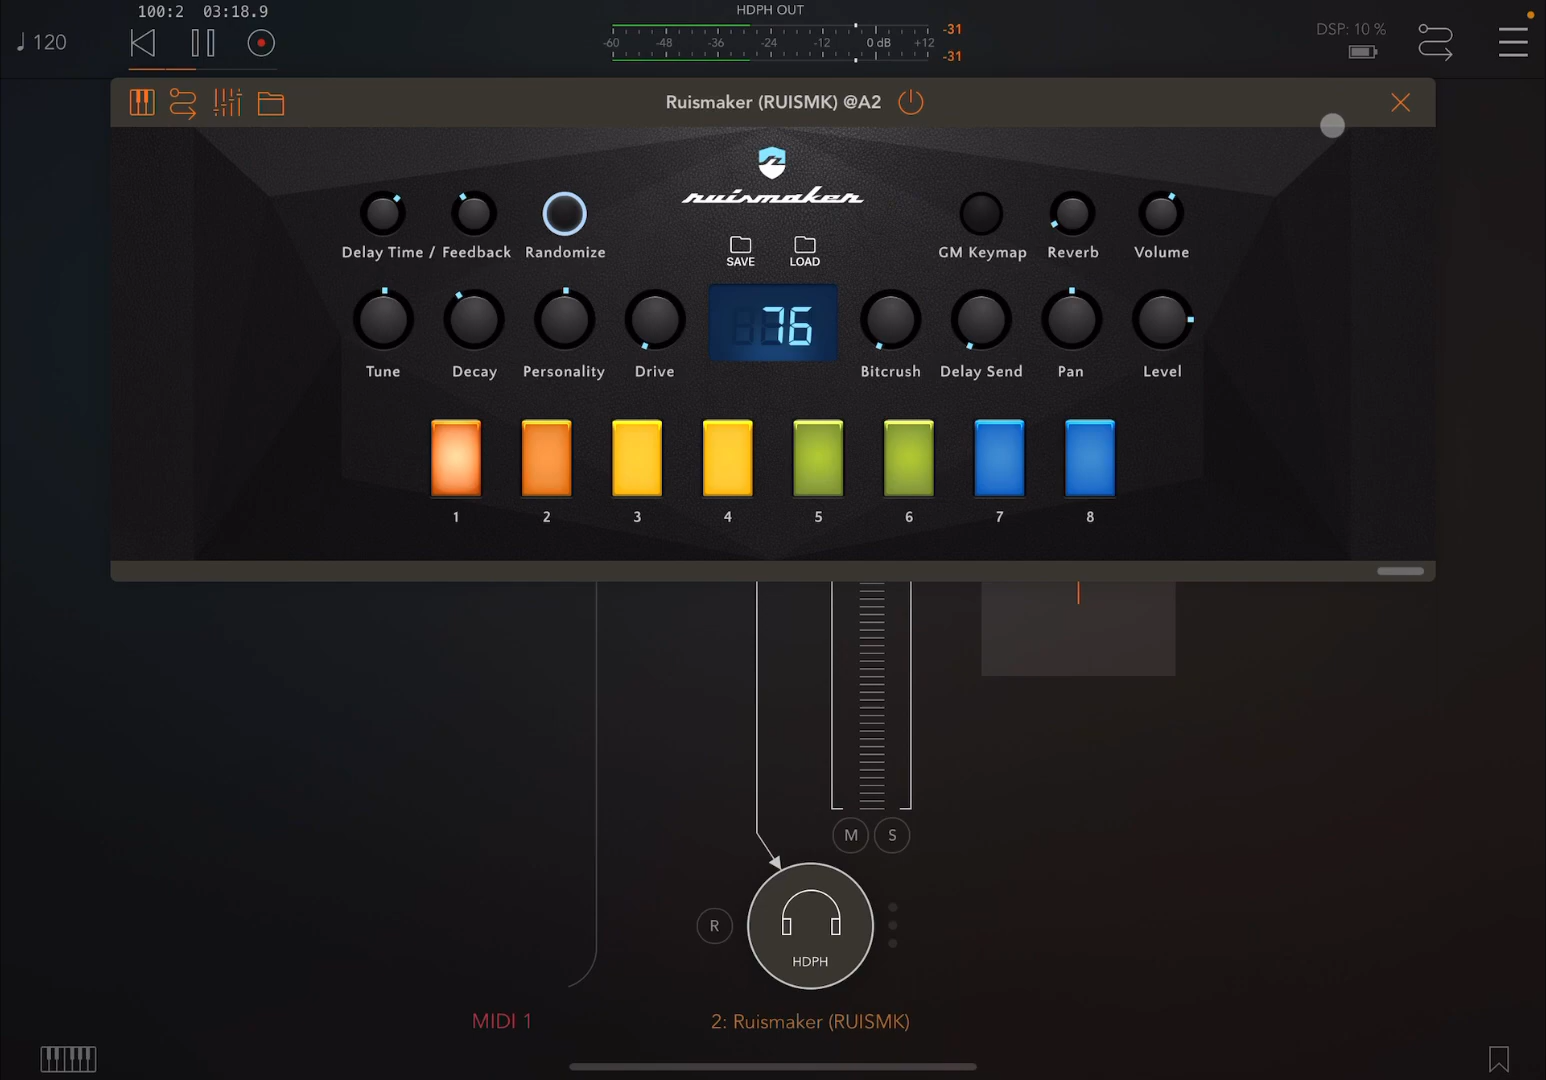 100:2 03:18.9
HDPH OUT
♩ 120
-60 -48 -36 -24 -12 0 dB +12
-31
-31
DSP: 10 %
Ruismaker (RUISMK) @A2
ruismaker
Delay Time / Feedback Randomize
SAVE LOAD
GM Keymap Reverb Volume
76
Tune Decay Personality Drive
Bitcrush Delay Send Pan Level
1 2 3 4 5 6 7 8
M S
R
HDPH
MIDI 1
2: Ruismaker (RUISMK)